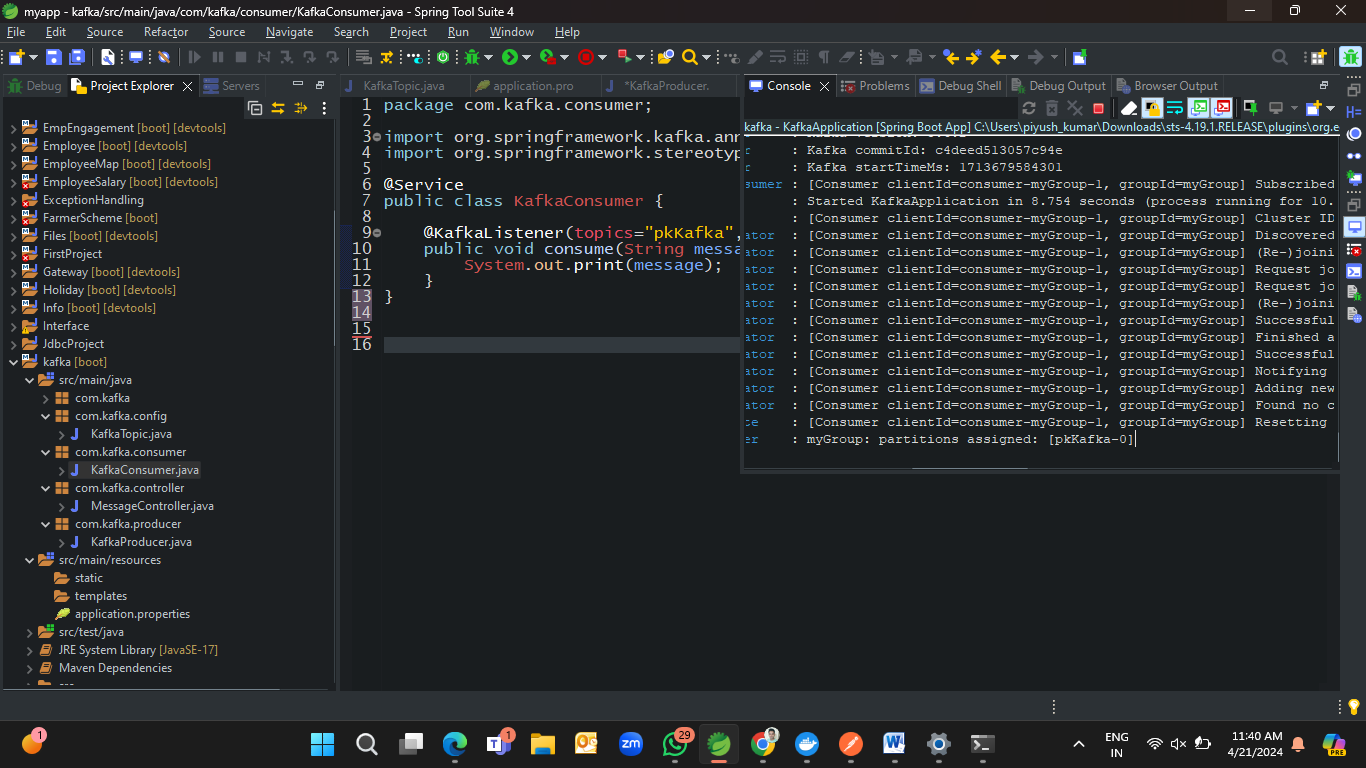 myapp - kafka/src/main/java/com/kafka/consumer/KafkaConsumer.java - Spring Tool Suite 4
File Edit Source Refactor Source Navigate Search Project Run Window Help
Debug Project Explorer Servers
KafkaTopic.java application.pro *KafkaProducer.
Console Problems Debug Shell Debug Output Browser Output
EmpEngagement [boot] [devtools]
Employee [boot] [devtools]
EmployeeMap [boot] [devtools]
EmployeeSalary [boot] [devtools]
ExceptionHandling
FarmerScheme [boot]
Files [boot] [devtools]
FirstProject
Gateway [boot] [devtools]
Holiday [boot] [devtools]
Info [boot] [devtools]
Interface
JdbcProject
kafka [boot]
src/main/java
com.kafka
com.kafka.config
KafkaTopic.java
com.kafka.consumer
KafkaConsumer.java
com.kafka.controller
MessageController.java
com.kafka.producer
KafkaProducer.java
src/main/resources
static
templates
application.properties
src/test/java
JRE System Library [JavaSE-17]
Maven Dependencies
1 package com.kafka.consumer;
2
3 import org.springframework.kafka.ann
4 import org.springframework.stereotyp
5
6 @Service
7 public class KafkaConsumer {
8
9 @KafkaListener(topics="pkKafka",
10 public void consume(String messa
11 System.out.print(message);
12 }
13 }
14
15
16
kafka - KafkaApplication [Spring Boot App] C:\Users\piyush_kumar\Downloads\sts-4.19.1.RELEASE\plugins\org.e
r : Kafka commitId: c4deed513057c94e
r : Kafka startTimeMs: 1713679584301
sumer : [Consumer clientId=consumer-myGroup-1, groupId=myGroup] Subscribed
: Started KafkaApplication in 8.754 seconds (process running for 10.
: [Consumer clientId=consumer-myGroup-1, groupId=myGroup] Cluster ID
ator : [Consumer clientId=consumer-myGroup-1, groupId=myGroup] Discovered
ator : [Consumer clientId=consumer-myGroup-1, groupId=myGroup] (Re-)joini
ator : [Consumer clientId=consumer-myGroup-1, groupId=myGroup] Request jo
ator : [Consumer clientId=consumer-myGroup-1, groupId=myGroup] Request jo
ator : [Consumer clientId=consumer-myGroup-1, groupId=myGroup] (Re-)joini
ator : [Consumer clientId=consumer-myGroup-1, groupId=myGroup] Successful
ator : [Consumer clientId=consumer-myGroup-1, groupId=myGroup] Finished a
ator : [Consumer clientId=consumer-myGroup-1, groupId=myGroup] Successful
ator : [Consumer clientId=consumer-myGroup-1, groupId=myGroup] Notifying
ator : [Consumer clientId=consumer-myGroup-1, groupId=myGroup] Adding new
ator : [Consumer clientId=consumer-myGroup-1, groupId=myGroup] Found no c
te : [Consumer clientId=consumer-myGroup-1, groupId=myGroup] Resetting
er : myGroup: partitions assigned: [pkKafka-0]
1
1
zm
29
ENG
IN
11:40 AM
4/21/2024
PRE